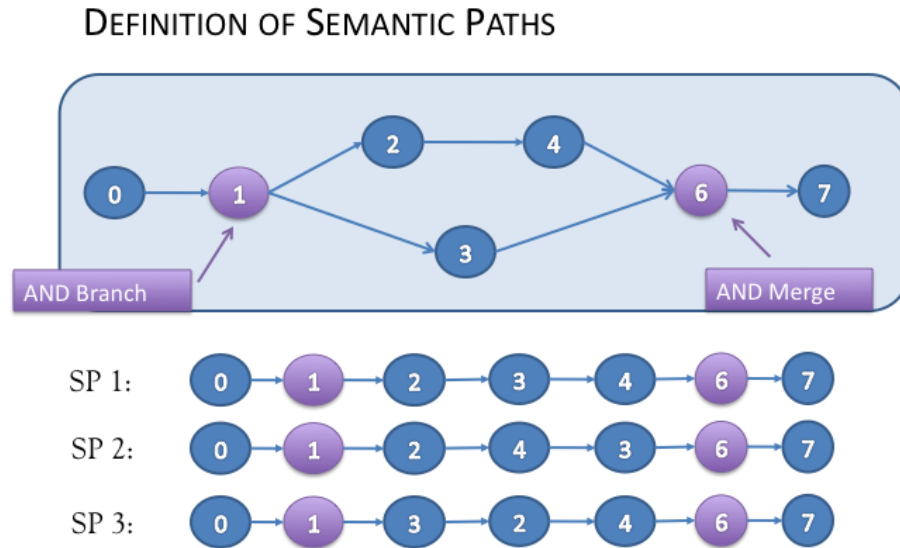 DEFINITION OF SEMANTIC PATHS
2 4
0 1 6 7
3
AND Branch
AND Merge
SP 1: 0 1 2 3 4 6 7
SP 2: 0 1 2 4 3 6 7
SP 3: 0 1 3 2 4 6 7